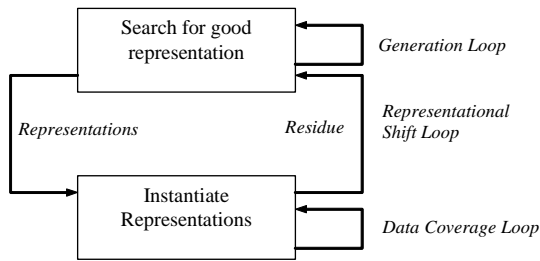 Search for good
representation
Generation Loop
Representations
Residue
Representational
Shift Loop
Instantiate
Representations
Data Coverage Loop